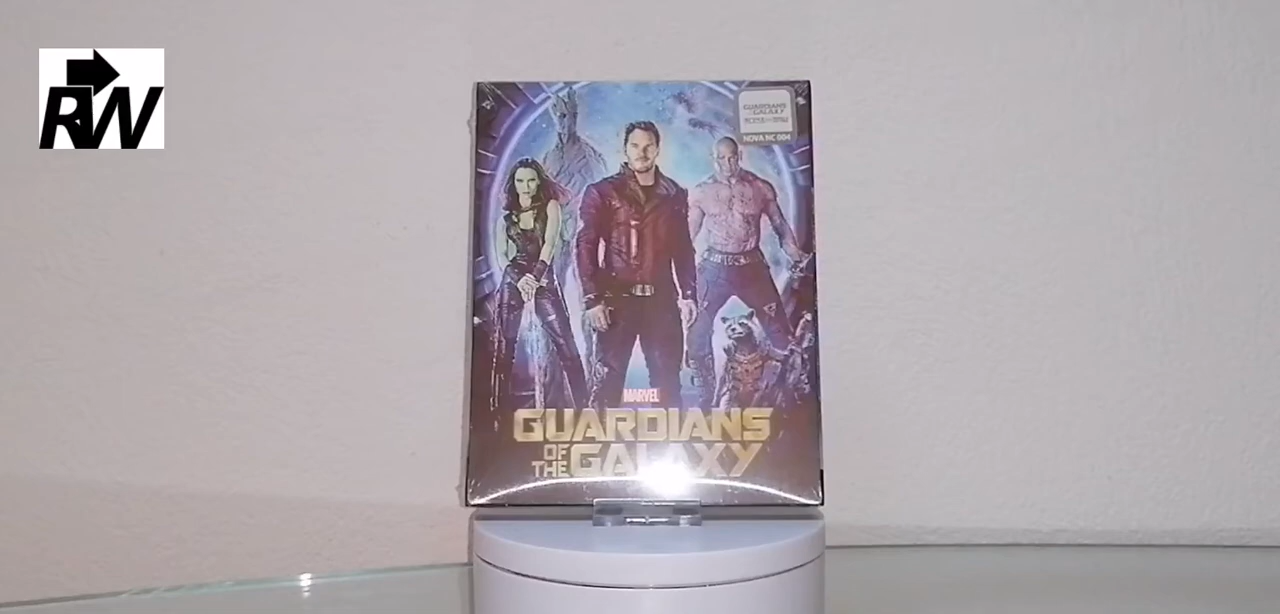 RW
GUARDIANS
GALAXY
NOVA NC 004
MARVEL
GUARDIANS
OF
THE GALAXY